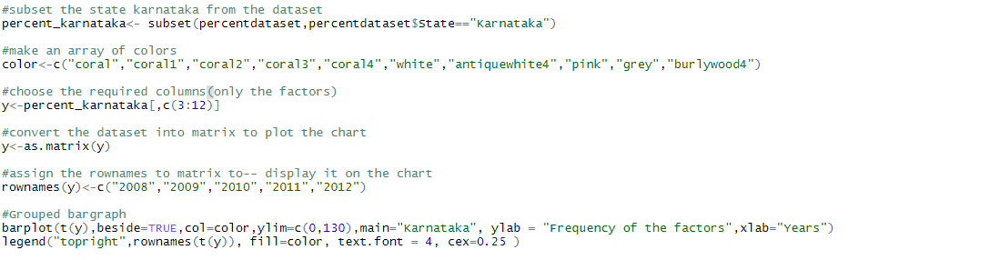 #subset the state karnataka from the dataset
percent_karnataka<- subset(percentdataset,percentdataset$State=="Karnataka")
#make an array of colors
color<-c("coral","coral1","coral2","coral3","coral4","white","antiquewhite4","pink","grey","burlywood4")
#choose the required columns(only the factors)
y<-percent_karnataka[,c(3:12)]
#convert the dataset into matrix to plot the chart
y<-as.matrix(y)
#assign the rownames to matrix to-- display it on the chart
rownames(y)<-c("2008","2009","2010","2011","2012")
#Grouped bargraph
barplot(t(y),beside=TRUE,col=color,ylim=c(0,130),main="Karnataka", ylab = "Frequency of the factors",xlab="Years")
legend("topright",rownames(t(y)), fill=color, text.font = 4, cex=0.25 )